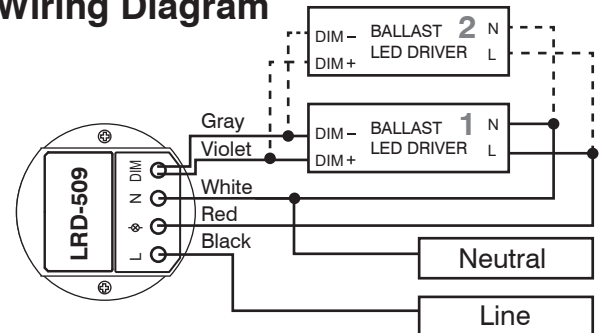 Wiring Diagram
DIM – BALLAST 2 N
DIM + LED DRIVER L
DIM – BALLAST 1 N
DIM + LED DRIVER L
Gray
Violet
White
Red
Black
LRD-509
DIM
N
L
Neutral
Line